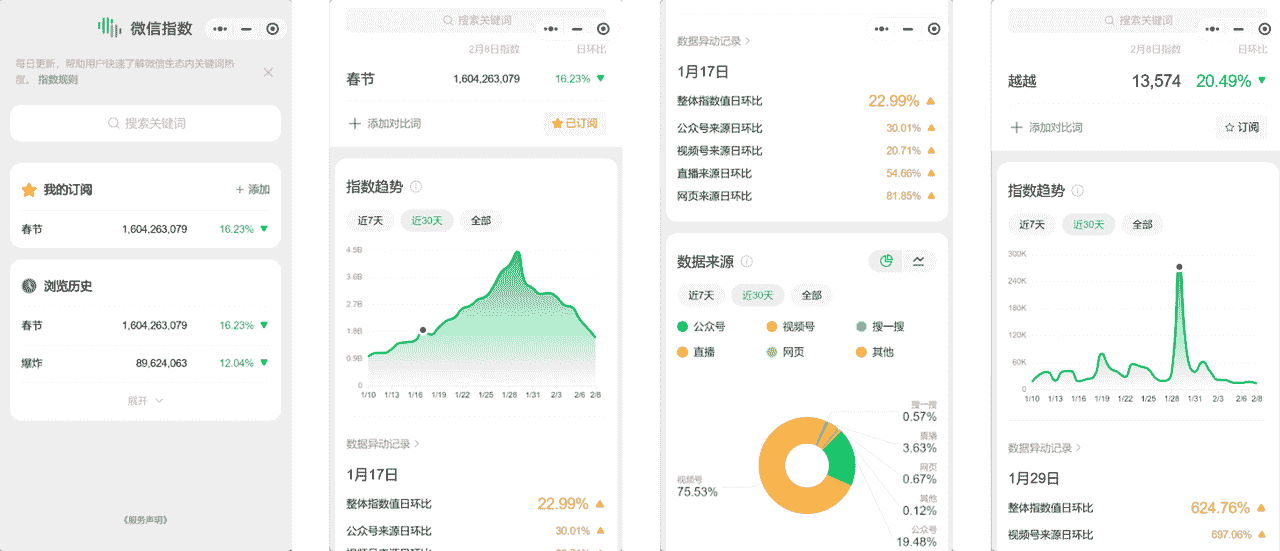 微信指数
每日更新，帮助用户快速了解微信生态内关键词热
度。 指数规则
搜索关键词
我的订阅
+ 添加
春节 1,604,263,079 16.23%
浏览历史
春节 1,604,263,079 16.23%
爆炸 89,624,063 12.04%
展开
《服务声明》
搜索关键词
2月8日指数 日环比
春节 1,604,263,079 16.23%
添加对比词
已订阅
指数趋势
近7天 近30天 全部
4.5B
3.6B
2.7B
1.8B
0.9B
0
1/10 1/13 1/16 1/19 1/22 1/25 1/28 1/31 2/3 2/6 2/8
数据异动记录
1月17日
整体指数值日环比 22.99%
公众号来源日环比 30.01%
数据异动记录
1月17日
整体指数值日环比 22.99%
公众号来源日环比 30.01%
视频号来源日环比 20.71%
直播来源日环比 54.66%
网页来源日环比 81.85%
数据来源
近7天 近30天 全部
公众号 视频号 搜一搜
直播 网页 其他
搜一搜
0.57%
直播
3.63%
网页
0.67%
其他
0.12%
公众号
19.48%
视频号
75.53%
搜索关键词
2月8日指数 日环比
越越 13,574 20.49%
添加对比词
订阅
指数趋势
近7天 近30天 全部
300K
240K
180K
120K
60K
0
1/10 1/13 1/16 1/19 1/22 1/25 1/28 1/31 2/3 2/6 2/8
数据异动记录
1月29日
整体指数值日环比 624.76%
视频号来源日环比 697.06%